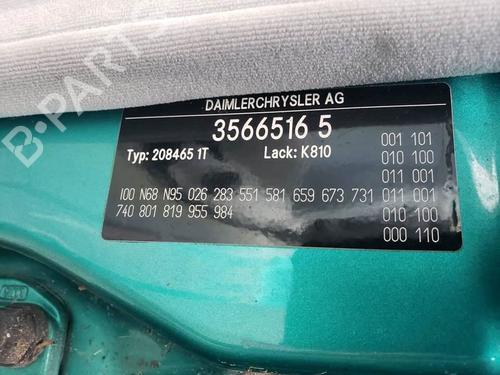 B-PARTS
DAIMLERCHRYSLER AG
3566516 5
Typ: 208465 1T Lack: K810
I00 N68 N95 026 283 551 581 659 673 731
740 801 819 955 984
001 101
010 100
011 001
011 001
010 100
000 110